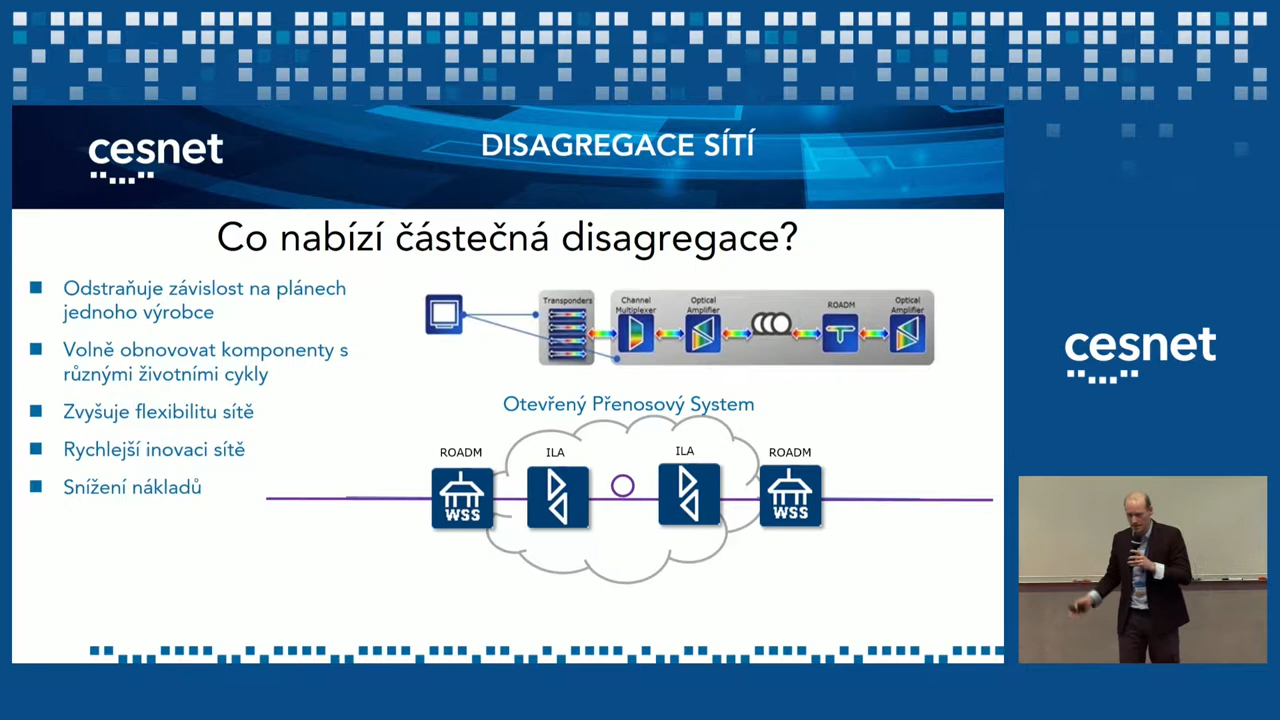 cesnet
DISAGREGACE SÍTÍ
Co nabízí částečná disagregace?
Odstraňuje závislost na plánech
jednoho výrobce
Volně obnovovat komponenty s
různými životními cykly
Zvyšuje flexibilitu sítě
Rychlejší inovaci sítě
Snížení nákladů
Transponders
Channel
Multiplexer
Optical
Amplifier
ROADM
Optical
Amplifier
Otevřený Přenosový System
ROADM
ILA
ILA
ROADM
WSS
WSS
cesnet